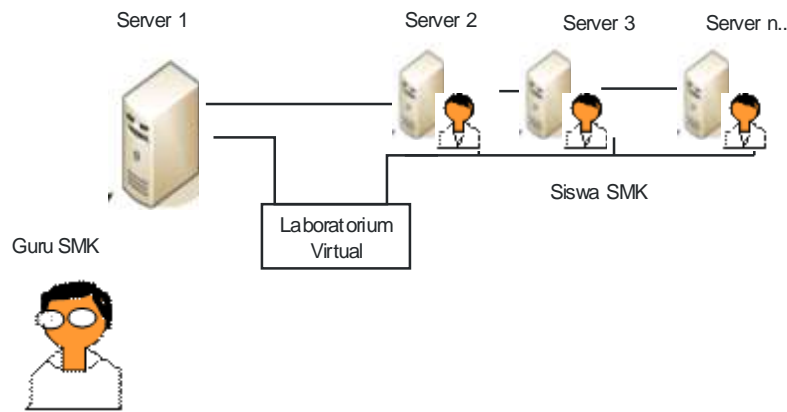 Server 1
Server 2
Server 3
Server n..
Siswa SMK
Laboratorium
Virtual
Guru SMK